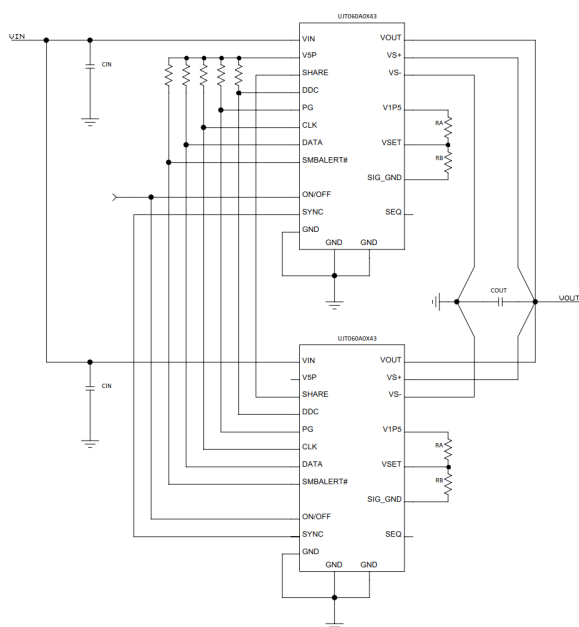 UJT060A0X43
VIN
CIN
VIN
VOUT
V5P
VS+
SHARE
VS-
DDC
PG
V1P5
RA
CLK
DATA
VSET
RB
SMBALERT#
SIG_GND
ON/OFF
SYNC
SEQ
GND
GND
GND
COUT
VOUT
UJT060A0X43
CIN
VIN
VOUT
V5P
VS+
SHARE
VS-
DDC
PG
V1P5
RA
CLK
DATA
VSET
RB
SMBALERT#
SIG_GND
ON/OFF
SYNC
SEQ
GND
GND
GND